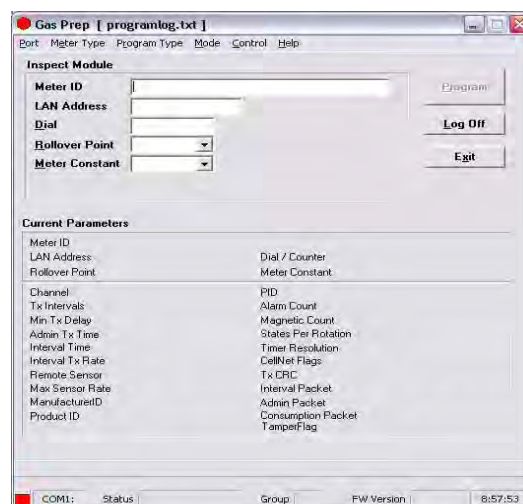 Gas Prep [ programlog.txt ]
Port Meter Type Program Type Mode Control Help
Inspect Module
Meter ID
Program
LAN Address
Dial
Log Off
Rollover Point
Meter Constant
Exit
Current Parameters
Meter ID
LAN Address Dial / Counter
Rollover Point Meter Constant
Channel PID
Tx Intervals Alarm Count
Min Tx Delay Magnetic Count
Admin Tx Time States Per Rotation
Interval Time Timer Resolution
Interval Tx Rate CellNet Flags
Remote Sensor Tx CRC
Max Sensor Rate Interval Packet
ManufacturerID Admin Packet
Product ID Consumption Packet
TamperFlag
COM1: Status Group FW Version 8:57:53